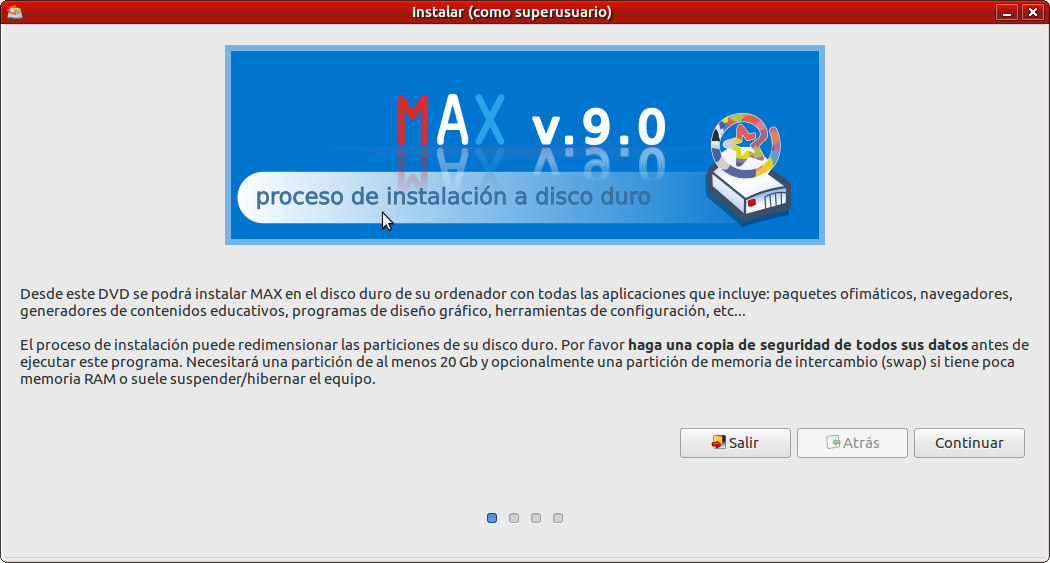 Instalar (como superusuario)
MAX v.9.0
proceso de instalación a disco duro
Desde este DVD se podrá instalar MAX en el disco duro de su ordenador con todas las aplicaciones que incluye: paquetes ofimáticos, navegadores,
generadores de contenidos educativos, programas de diseño gráfico, herramientas de configuración, etc...
El proceso de instalación puede redimensionar las particiones de su disco duro. Por favor haga una copia de seguridad de todos sus datos antes de
ejecutar este programa. Necesitará una partición de al menos 20 Gb y opcionalmente una partición de memoria de intercambio (swap) si tiene poca
memoria RAM o suele suspender/hibernar el equipo.
Salir Atrás Continuar